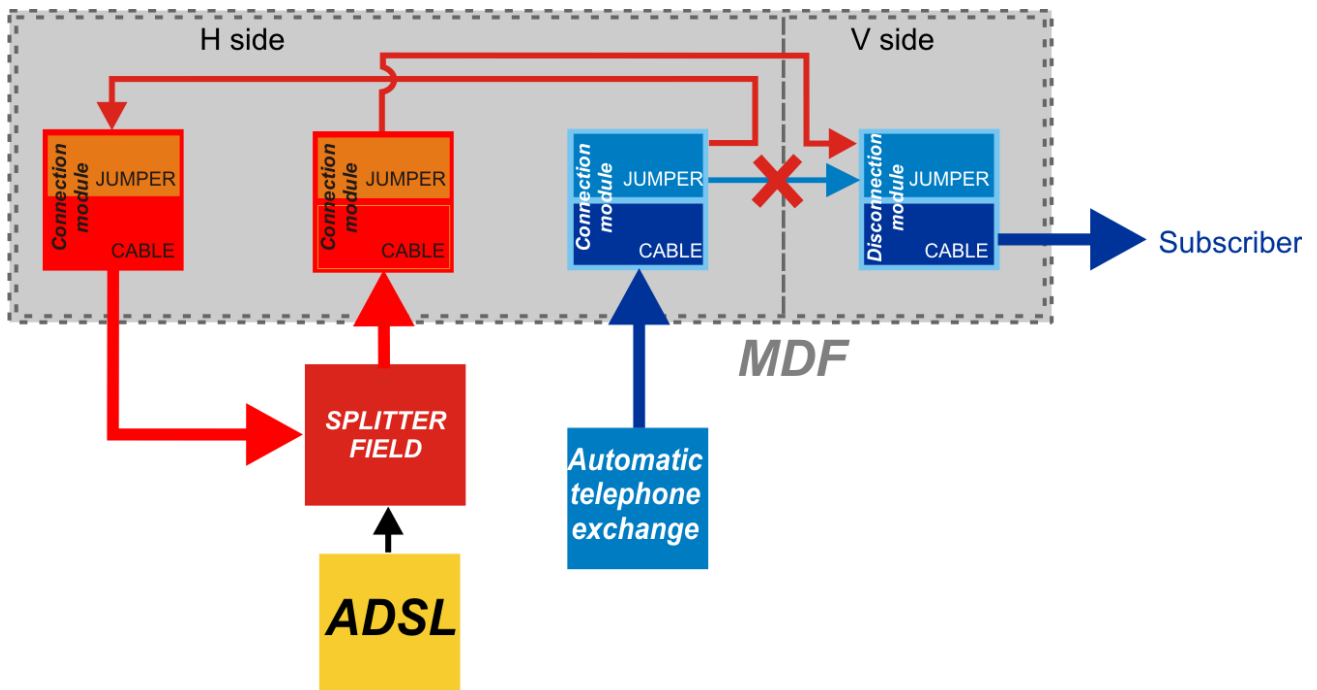 H side
V side
Connection
module
JUMPER
CABLE
Connection
module
JUMPER
CABLE
Connection
module
JUMPER
CABLE
Disconnection
module
JUMPER
CABLE
Subscriber
MDF
SPLITTER
FIELD
Automatic
telephone
exchange
ADSL